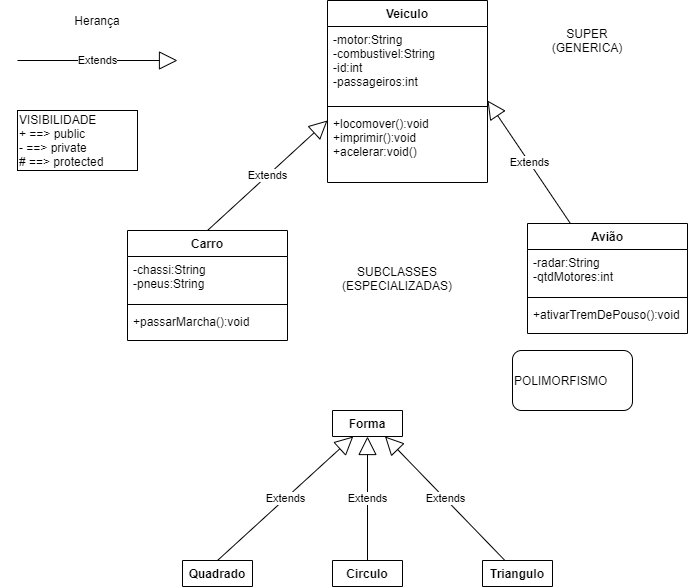 Herança
Extends
VISIBILIDADE
+ ==> public
- ==> private
# ==> protected
Veiculo
-motor:String
-combustivel:String
-id:int
-passageiros:int
+locomover():void
+imprimir():void
+acelerar:void()
SUPER
(GENERICA)
Extends
Extends
Carro
-chassi:String
-pneus:String
+passarMarcha():void
SUBCLASSES
(ESPECIALIZADAS)
Avião
-radar:String
-qtdMotores:int
+ativarTremDePouso():void
POLIMORFISMO
Forma
Extends
Extends
Extends
Quadrado
Circulo
Triangulo